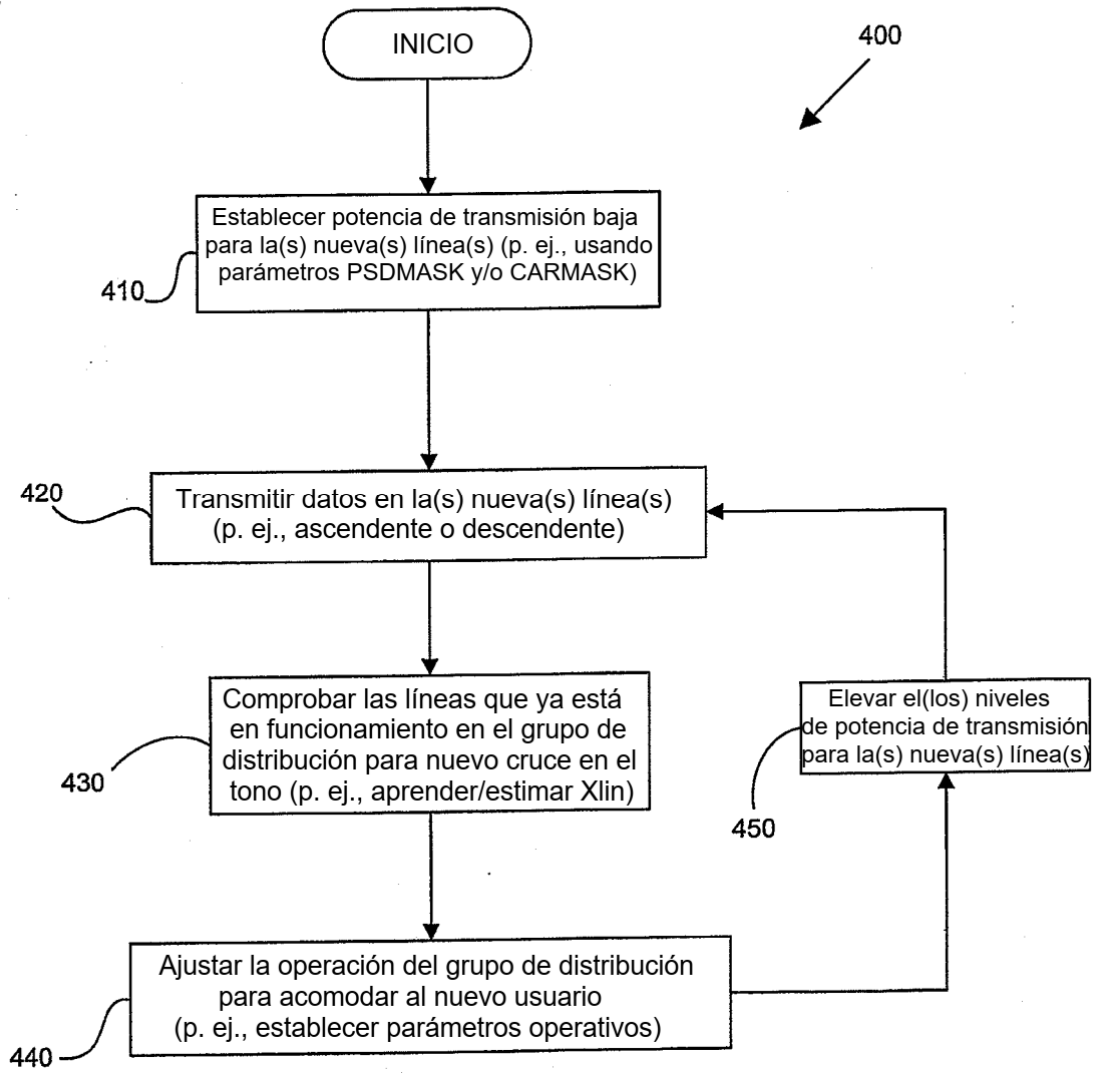 INICIO
400
Establecer potencia de transmisión baja
para la(s) nueva(s) línea(s) (p. ej., usando
parámetros PSDMASK y/o CARMASK)
410
420
Transmitir datos en la(s) nueva(s) línea(s)
(p. ej., ascendente o descendente)
Comprobar las líneas que ya está
en funcionamiento en el grupo de
distribución para nuevo cruce en el
tono (p. ej., aprender/estimar Xlin)
430
Elevar el(los) niveles
de potencia de transmisión
para la(s) nueva(s) línea(s)
450
Ajustar la operación del grupo de distribución
para acomodar al nuevo usuario
(p. ej., establecer parámetros operativos)
440